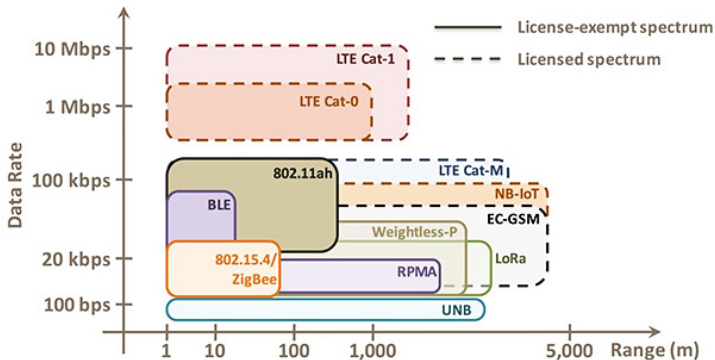 License-exempt spectrum
Licensed spectrum
Data Rate
10 Mbps
1 Mbps
100 kbps
20 kbps
100 bps
LTE Cat-1
LTE Cat-0
802.11ah
LTE Cat-M
NB-IoT
BLE
EC-GSM
Weightless-P
802.15.4/
ZigBee
RPMA
LoRa
UNB
1
10
100
1,000
5,000
Range (m)